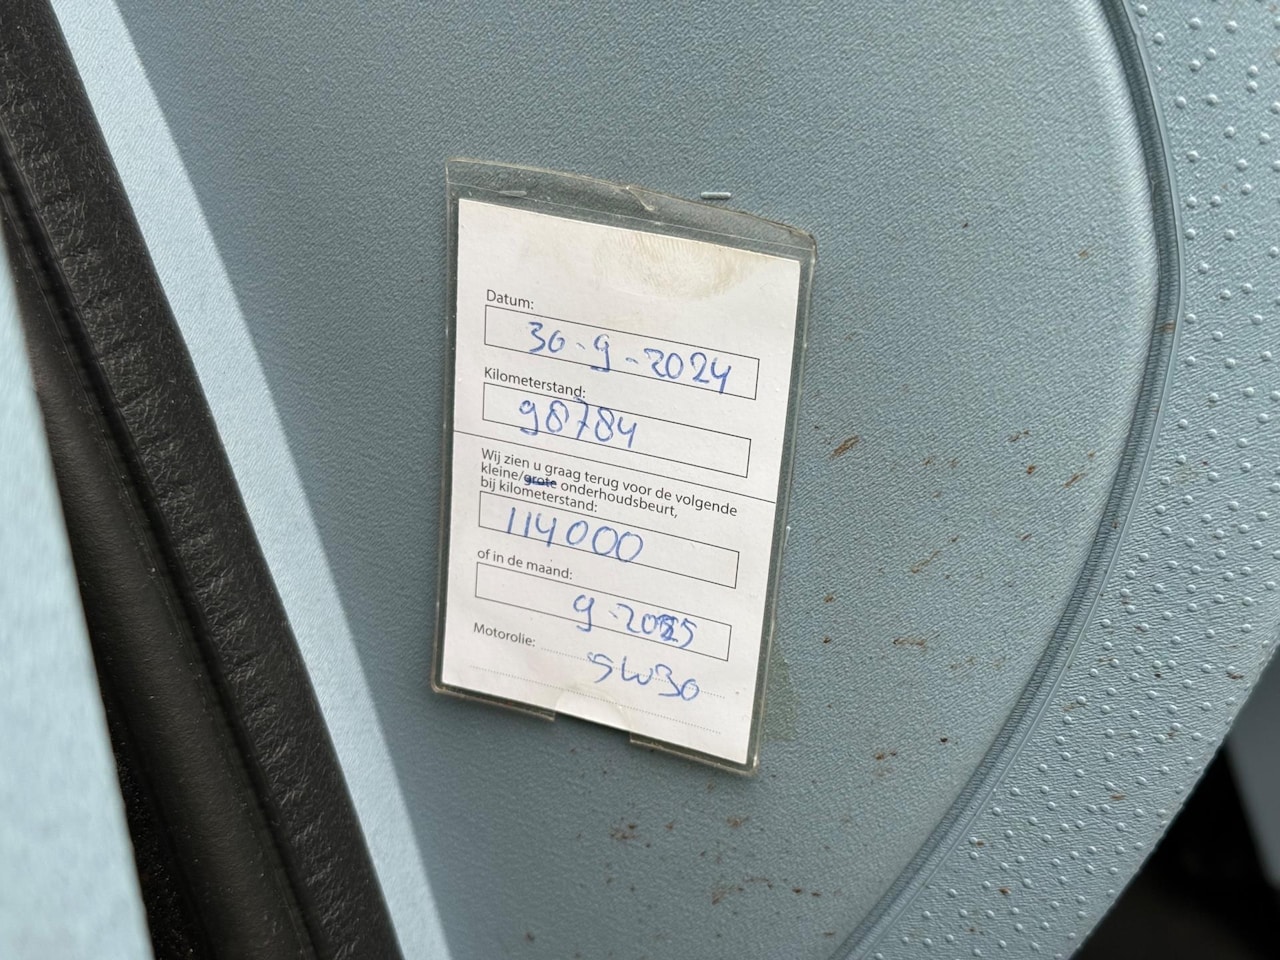 Datum:
30-9-2024
Kilometerstand:
98784
Wij zien u graag terug voor de volgende
kleine/grote onderhoudsbeurt,
bij kilometerstand:
114000
of in de maand:
9-2025
Motorolie:
5W30